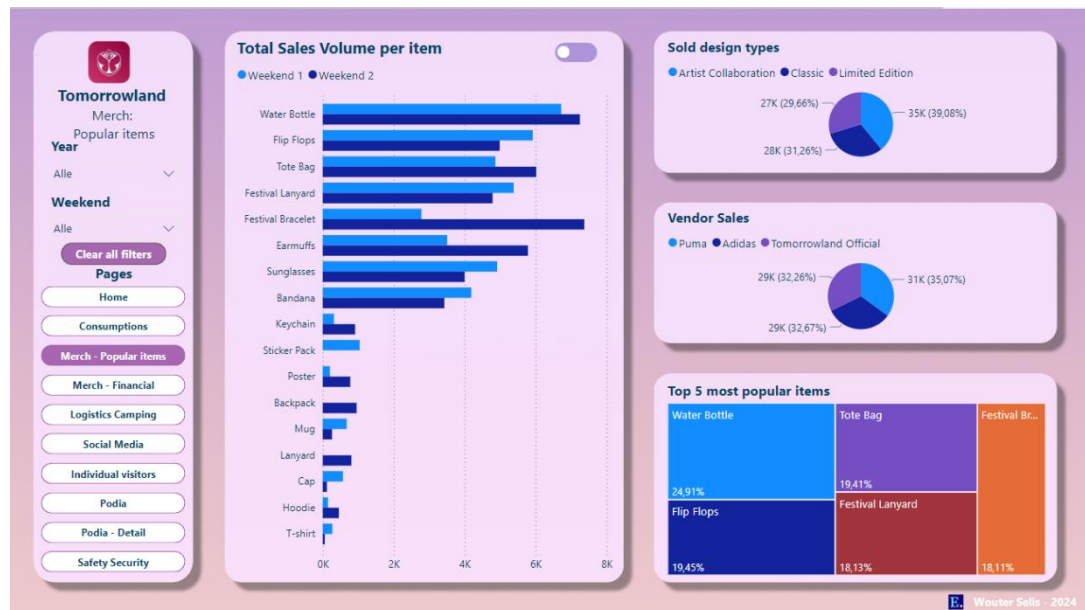 Tomorrowland
Merch:
Popular items
Year
Alle
Weekend
Alle
Clear all filters
Pages
Home
Consumptions
Merch - Popular items
Merch - Financial
Logistics Camping
Social Media
Individual visitors
Podia
Podia - Detail
Safety Security
Total Sales Volume per item
Weekend 1 Weekend 2
Water Bottle
Flip Flops
Tote Bag
Festival Lanyard
Festival Bracelet
Earmuffs
Sunglasses
Bandana
Keychain
Sticker Pack
Poster
Backpack
Mug
Lanyard
Cap
Hoodie
T-shirt
0K 2K 4K 6K 8K
Sold design types
Artist Collaboration Classic Limited Edition
27K (29,66%)
35K (39,08%)
28K (31,26%)
Vendor Sales
Puma Adidas Tomorrowland Official
29K (32,26%)
31K (35,07%)
29K (32,67%)
Top 5 most popular items
Water Bottle
24,91%
Flip Flops
19,45%
Tote Bag
19,41%
Festival Lanyard
18,13%
Festival Br...
18,11%
E. Wouter Selis - 2024